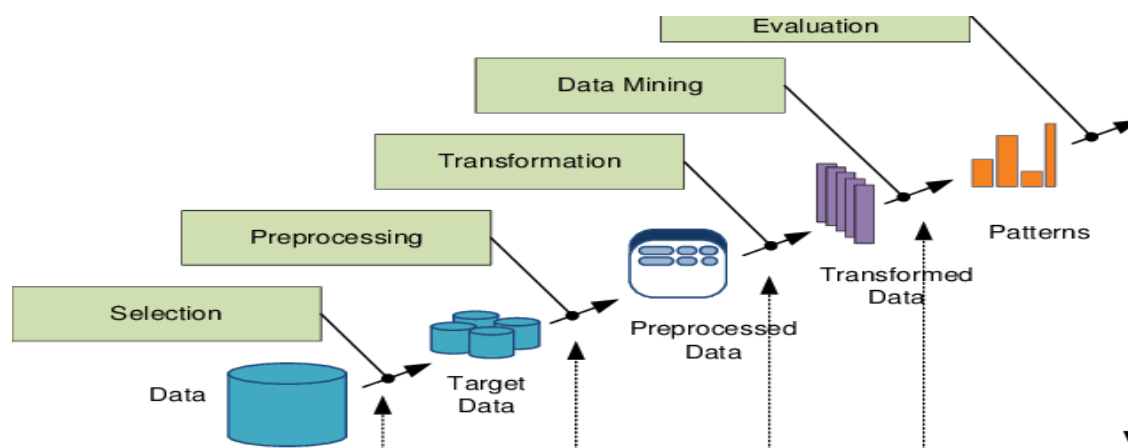 Evaluation
Data Mining
Transformation
Preprocessing
Patterns
Transformed
Data
Selection
Preprocessed
Data
Data
Target
Data